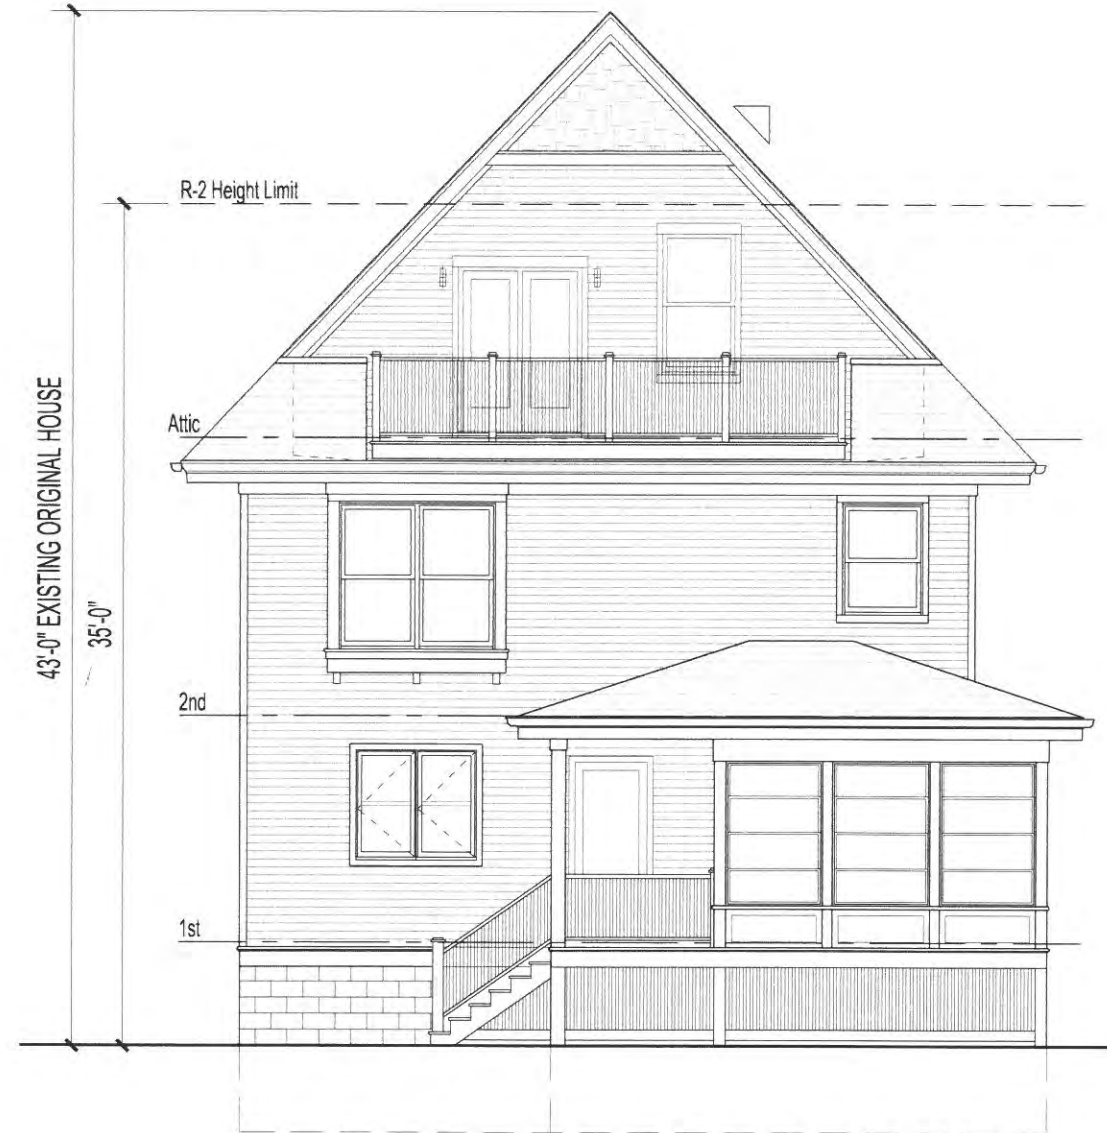 R-2 Height Limit
Attic
43'-0" EXISTING ORIGINAL HOUSE
35'-0"
2nd
1st